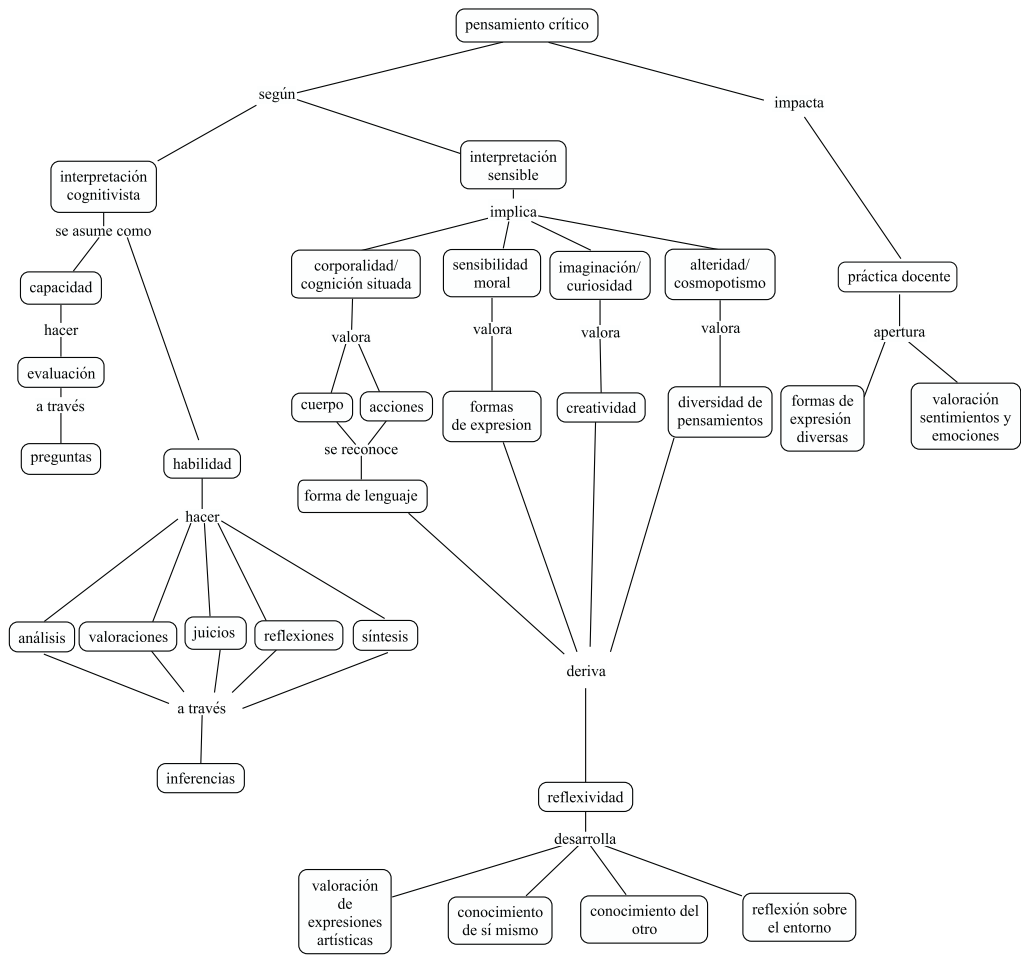 pensamiento crítico
según
impacta
interpretación
cognitivista
interpretación
sensible
se asume como
implica
capacidad
corporalidad/
cognición situada
sensibilidad
moral
imaginación/
curiosidad
alteridad/
cosmopotismo
práctica docente
hacer
valora
valora
valora
valora
apertura
evaluación
a través
preguntas
cuerpo
acciones
formas
de expresion
creatividad
diversidad de
pensamientos
formas de
expresión
diversas
valoración
sentimientos y
emociones
se reconoce
habilidad
forma de lenguaje
hacer
análisis
valoraciones
juicios
reflexiones
síntesis
deriva
a través
inferencias
reflexividad
desarrolla
valoración
de
expresiones
artísticas
conocimiento
de sí mismo
conocimiento del
otro
reflexión sobre
el entorno